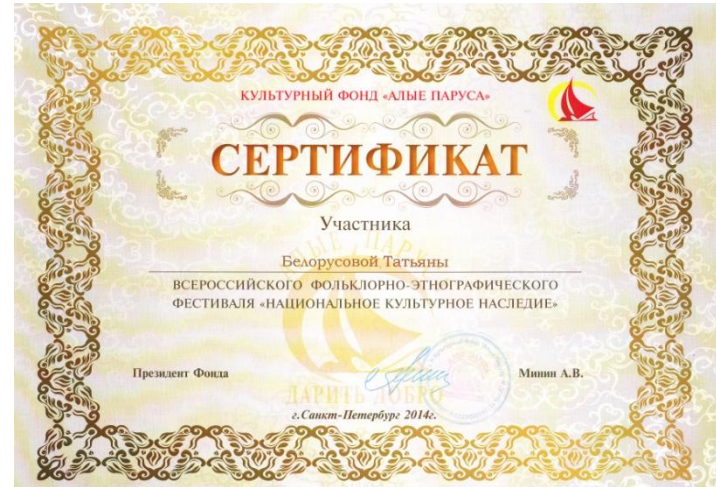 КУЛЬТУРНЫЙ ФОНД «АЛЫЕ ПАРУСА»
СЕРТИФИКАТ
Участника
Белорусовой Татьяны
ВСЕРОССИЙСКОГО ФОЛЬКЛОРНО-ЭТНОГРАФИЧЕСКОГО
ФЕСТИВАЛЯ «НАЦИОНАЛЬНОЕ КУЛЬТУРНОЕ НАСЛЕДИЕ»
Президент Фонда
Минин А.В.
ДАРИТЬ ДОБРО
г.Санкт-Петербург 2014г.